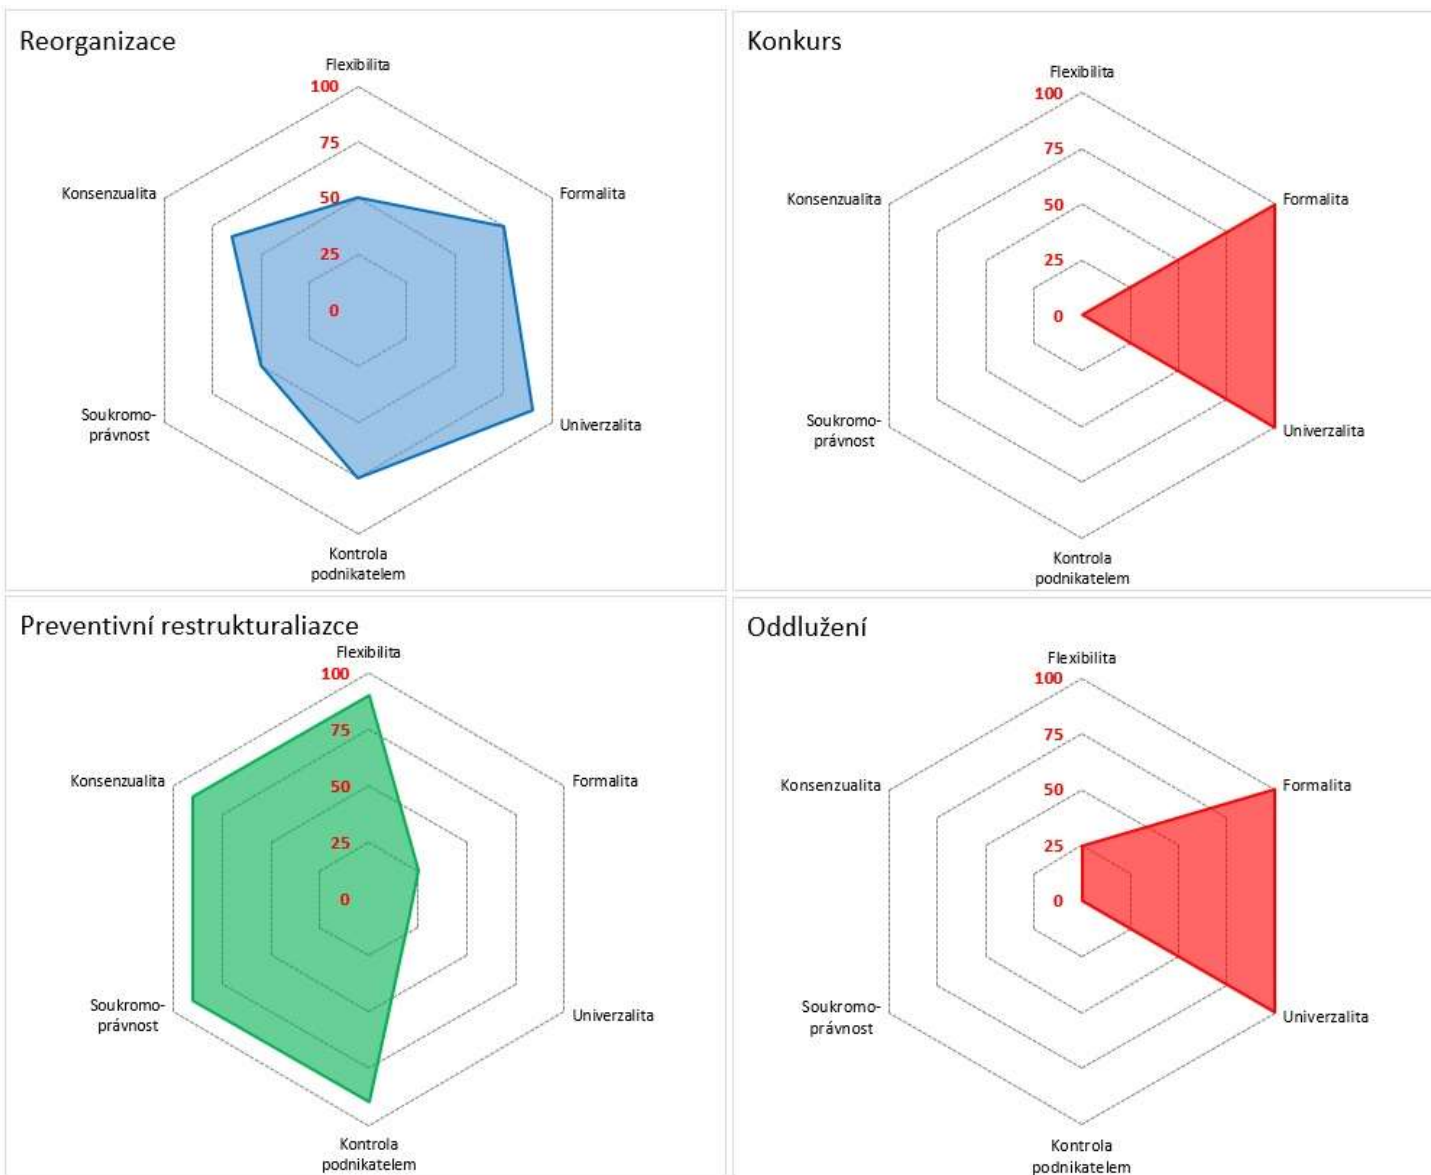 Reorganizace
Flexibilita
100
75
50
25
0
Formalita
Univerzalita
Kontrola
podnikatelem
Soukromo-
právnost
Konsenzualita
Konkurs
Flexibilita
100
75
50
25
0
Formalita
Univerzalita
Kontrola
podnikatelem
Soukromo-
právnost
Konsenzualita
Preventivní restrukturaliazce
Flexibilita
100
75
50
25
0
Formalita
Univerzalita
Kontrola
podnikatelem
Soukromo-
právnost
Konsenzualita
Oddlužení
Flexibilita
100
75
50
25
0
Formalita
Univerzalita
Kontrola
podnikatelem
Soukromo-
právnost
Konsenzualita